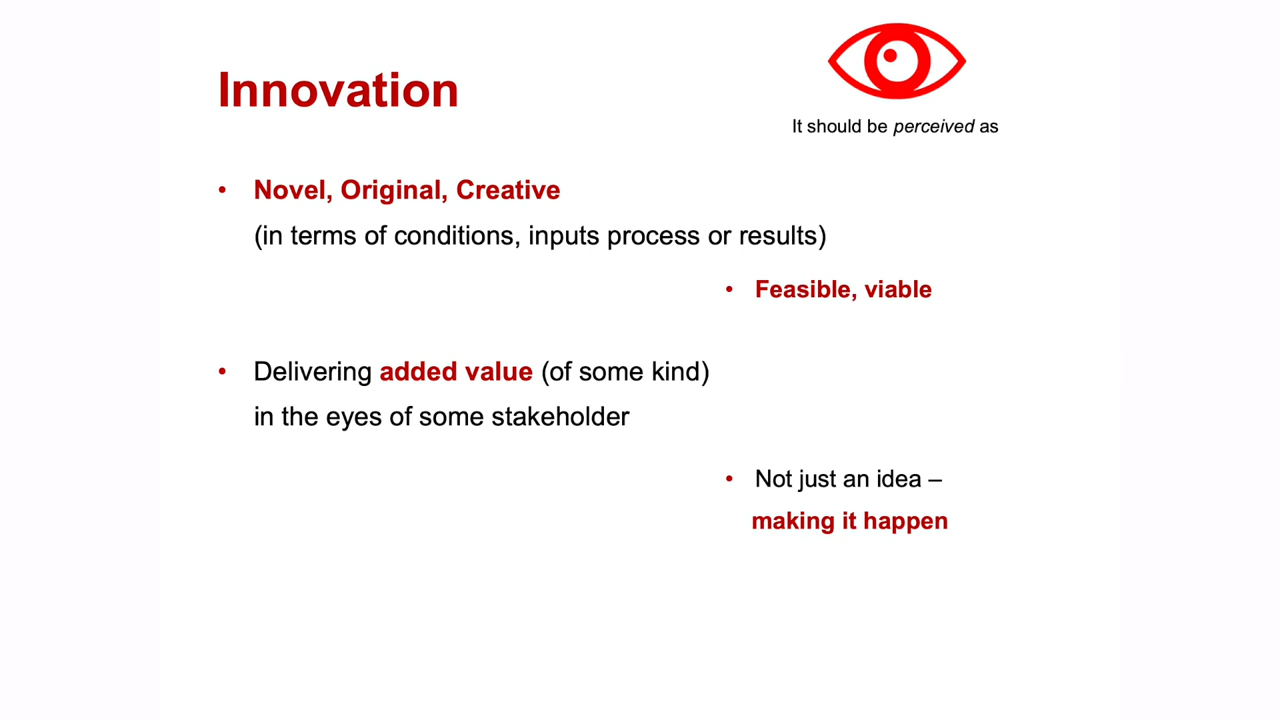 Innovation
It should be perceived as
• Novel, Original, Creative
(in terms of conditions, inputs process or results)
• Feasible, viable
• Delivering added value (of some kind)
in the eyes of some stakeholder
• Not just an idea –
making it happen